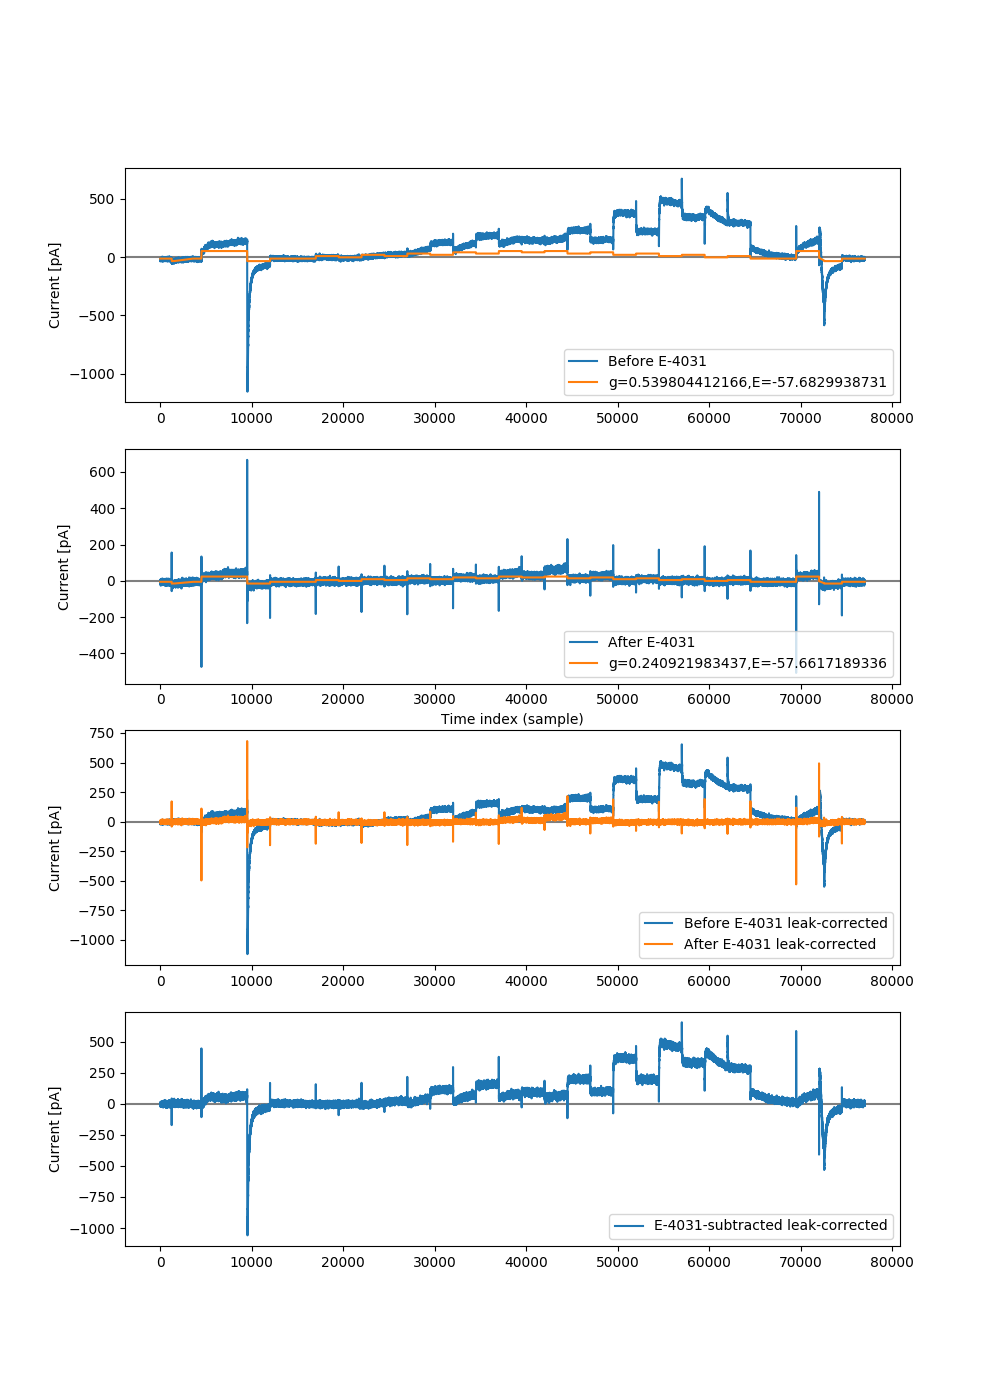 500
0
−500
−1000
Current [pA]
Before E-4031
g=0.539804412166,E=-57.6829938731
0 10000 20000 30000 40000 50000 60000 70000 80000
600
400
200
0
−200
−400
Current [pA]
After E-4031
g=0.240921983437,E=-57.6617189336
0 10000 20000 30000 40000 50000 60000 70000 80000
Time index (sample)
750
500
250
0
−250
−500
−750
−1000
Current [pA]
Before E-4031 leak-corrected
After E-4031 leak-corrected
0 10000 20000 30000 40000 50000 60000 70000 80000
500
250
0
−250
−500
−750
−1000
Current [pA]
E-4031-subtracted leak-corrected
0 10000 20000 30000 40000 50000 60000 70000 80000